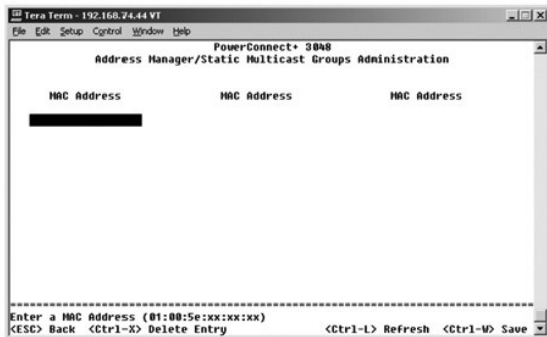 Tera Term - 192.168.74.44 VT
File Edit Setup Control Window Help
PowerConnect+ 3048
Address Manager/Static Multicast Groups Administration
MAC Address MAC Address MAC Address
Enter a MAC Address (01:00:5e:xx:xx:xx)
<ESC> Back <Ctrl-X> Delete Entry <Ctrl-L> Refresh <Ctrl-W> Save